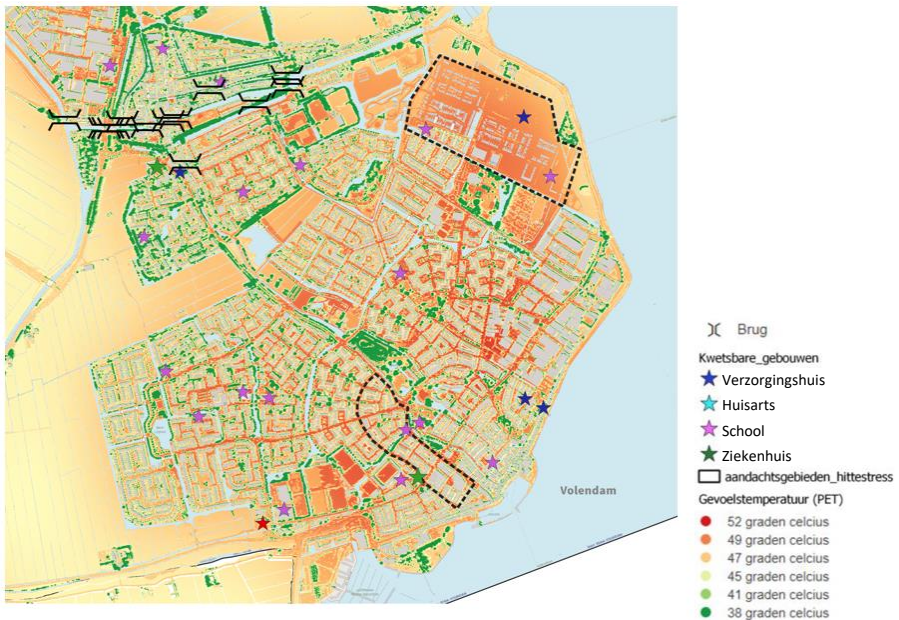 Volendam
Brug
Kwetsbare_gebouwen
Verzorgingshuis
Huisarts
School
Ziekenhuis
aandachtsgebieden_hittestress
Gevoelstemperatuur (PET)
52 graden celcius
49 graden celcius
47 graden celcius
45 graden celcius
41 graden celcius
38 graden celcius